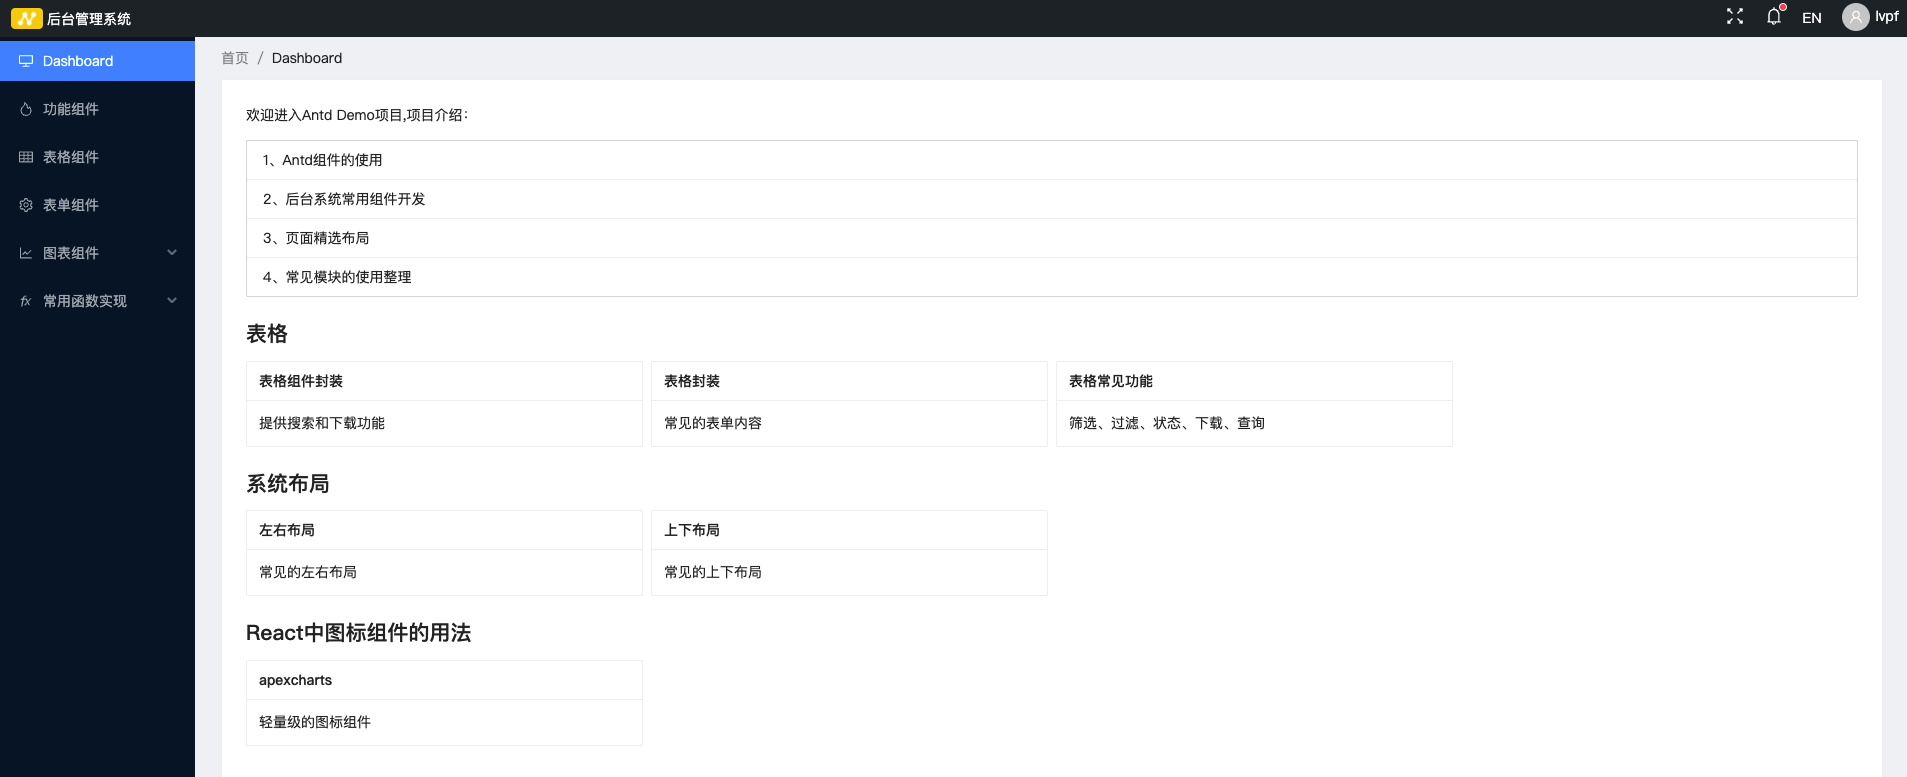 后台管理系统
EN
lvpf
Dashboard
功能组件
表格组件
表单组件
图表组件
fx 常用函数实现
首页 / Dashboard
欢迎进入Antd Demo项目,项目介绍：
1、Antd组件的使用
2、后台系统常用组件开发
3、页面精选布局
4、常见模块的使用整理
表格
表格组件封装
提供搜索和下载功能
表格封装
常见的表单内容
表格常见功能
筛选、过滤、状态、下载、查询
系统布局
左右布局
常见的左右布局
上下布局
常见的上下布局
React中图标组件的用法
apexcharts
轻量级的图标组件